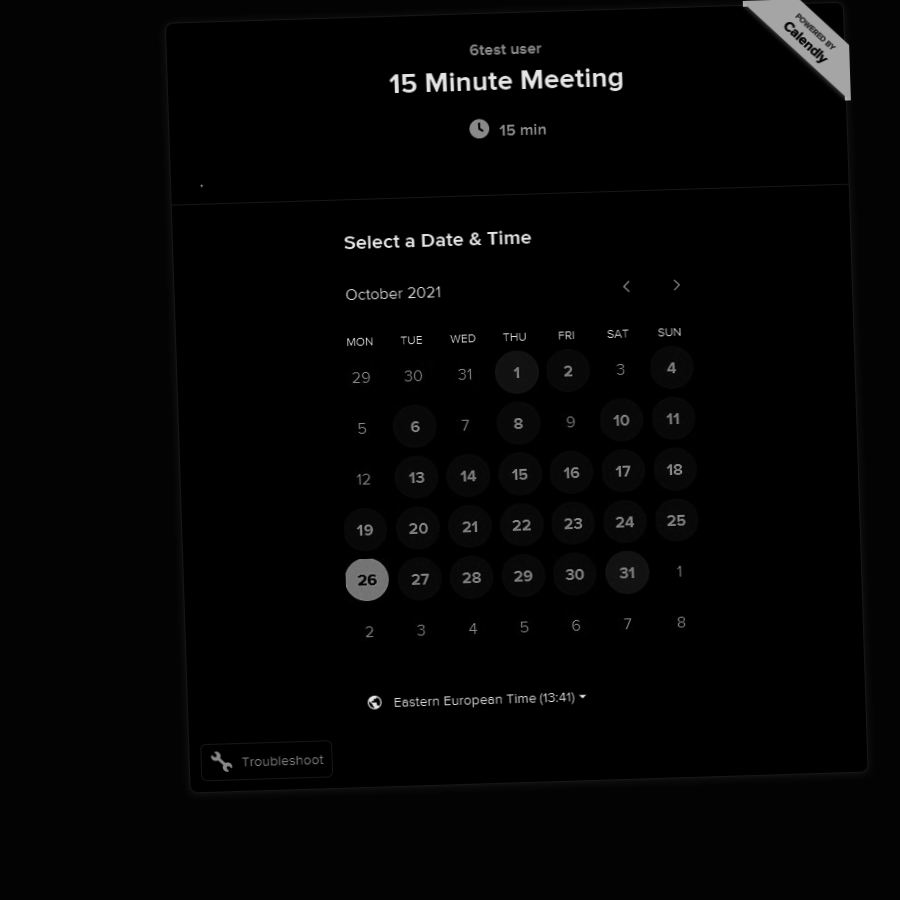 POWERED BY
Calendly
6test user
15 Minute Meeting
15 min
Select a Date & Time
October 2021
MON TUE WED THU FRI SAT SUN
29 30 31 1 2 3 4
5 6 7 8 9 10 11
12 13 14 15 16 17 18
19 20 21 22 23 24 25
26 27 28 29 30 31 1
2 3 4 5 6 7 8
Eastern European Time (13:41)
Troubleshoot